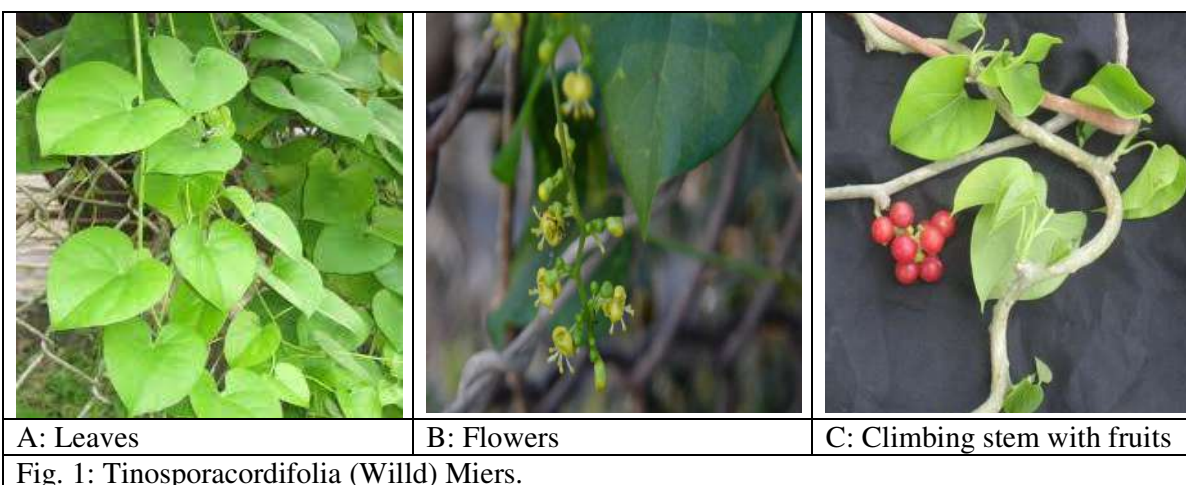 A: Leaves
B: Flowers
C: Climbing stem with fruits
Fig. 1: Tinosporacordifolia (Willd) Miers.